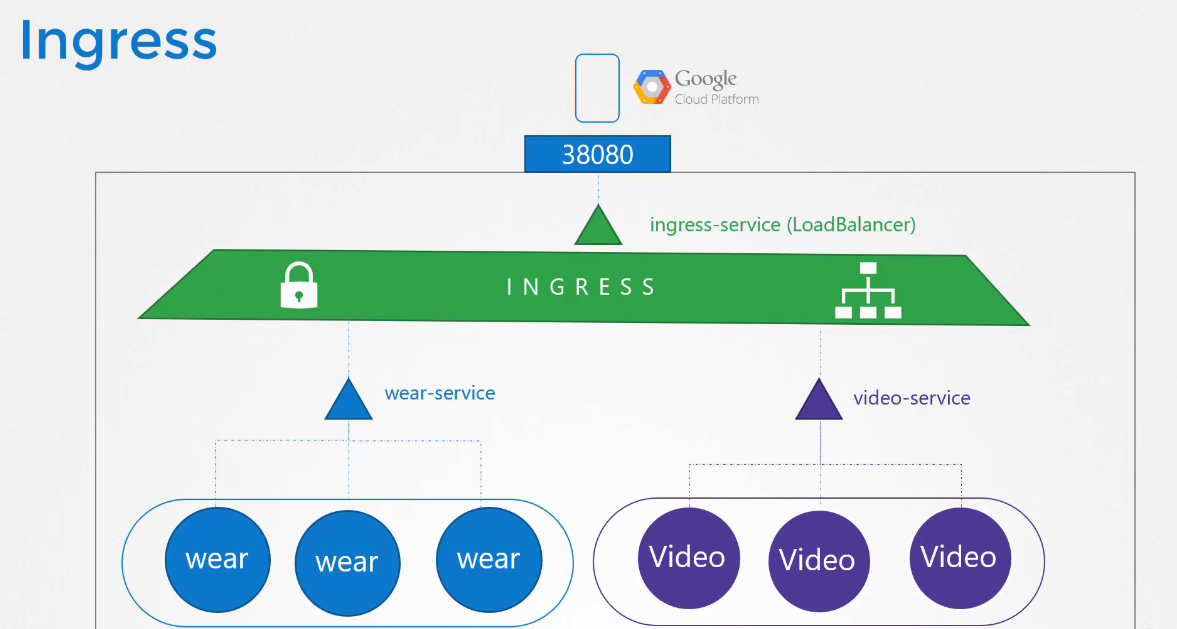 Ingress
Google
Cloud Platform
38080
ingress-service (LoadBalancer)
INGRESS
wear-service
video-service
wear
wear
wear
Video
Video
Video